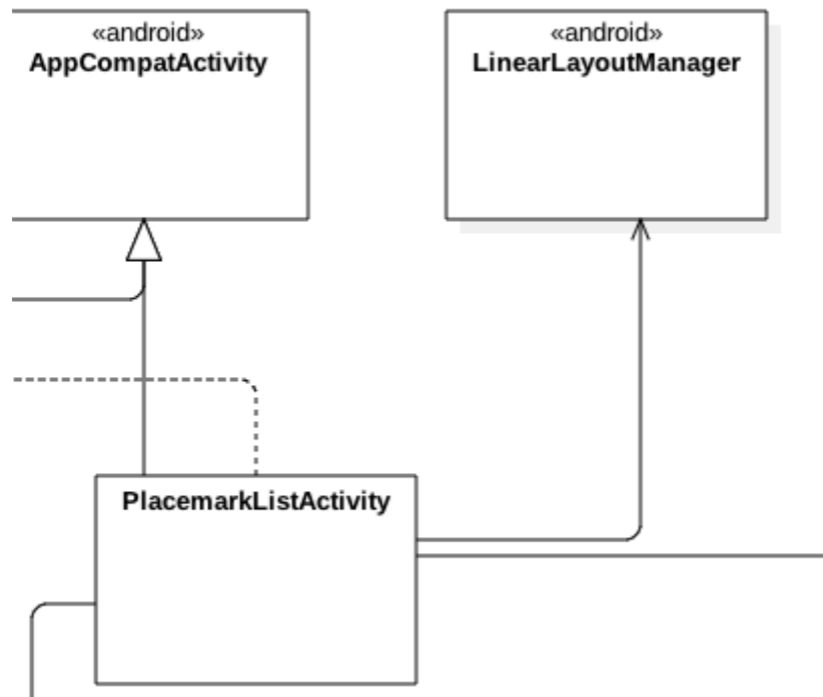 «android»
AppCompatActivity
«android»
LinearLayoutManager
PlacemarkListActivity